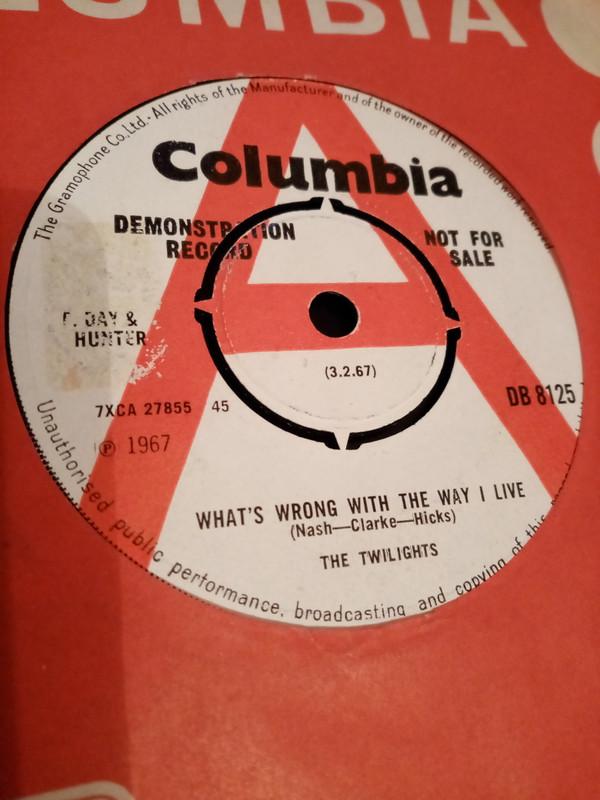 UMBIA
The Gramophone Co.Ltd. · All rights of the Manufacturer and of the owner of the recorded work reserved
Columbia
DEMONSTRATION
RECORD
NOT FOR
SALE
F. DAY &
HUNTER
(3.2.67)
7XCA 27855 45
DB 8125
℗ 1967
WHAT'S WRONG WITH THE WAY I LIVE
(Nash—Clarke—Hicks)
THE TWILIGHTS
Unauthorised public performance, broadcasting and copying of this
A